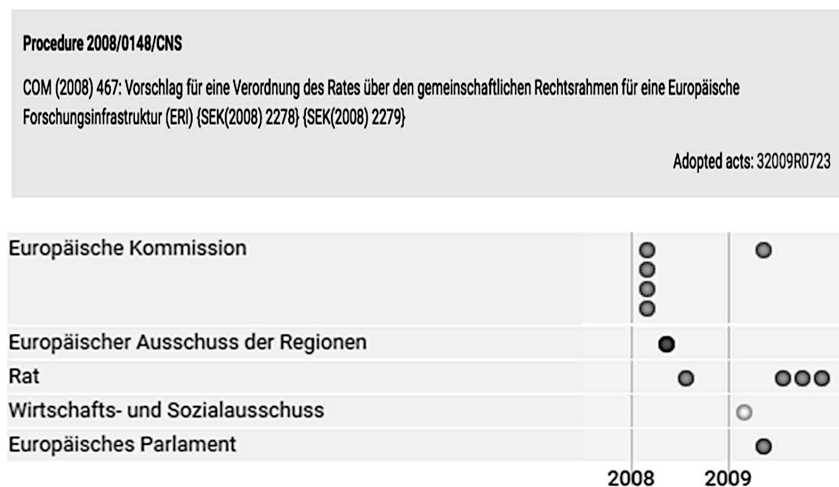 Procedure 2008/0148/CNS
COM (2008) 467: Vorschlag für eine Verordnung des Rates über den gemeinschaftlichen Rechtsrahmen für eine Europäische
Forschungsinfrastruktur (ERI) {SEK(2008) 2278} {SEK(2008) 2279}
Adopted acts: 32009R0723
Europäische Kommission
Europäischer Ausschuss der Regionen
Rat
Wirtschafts- und Sozialausschuss
Europäisches Parlament
2008 2009